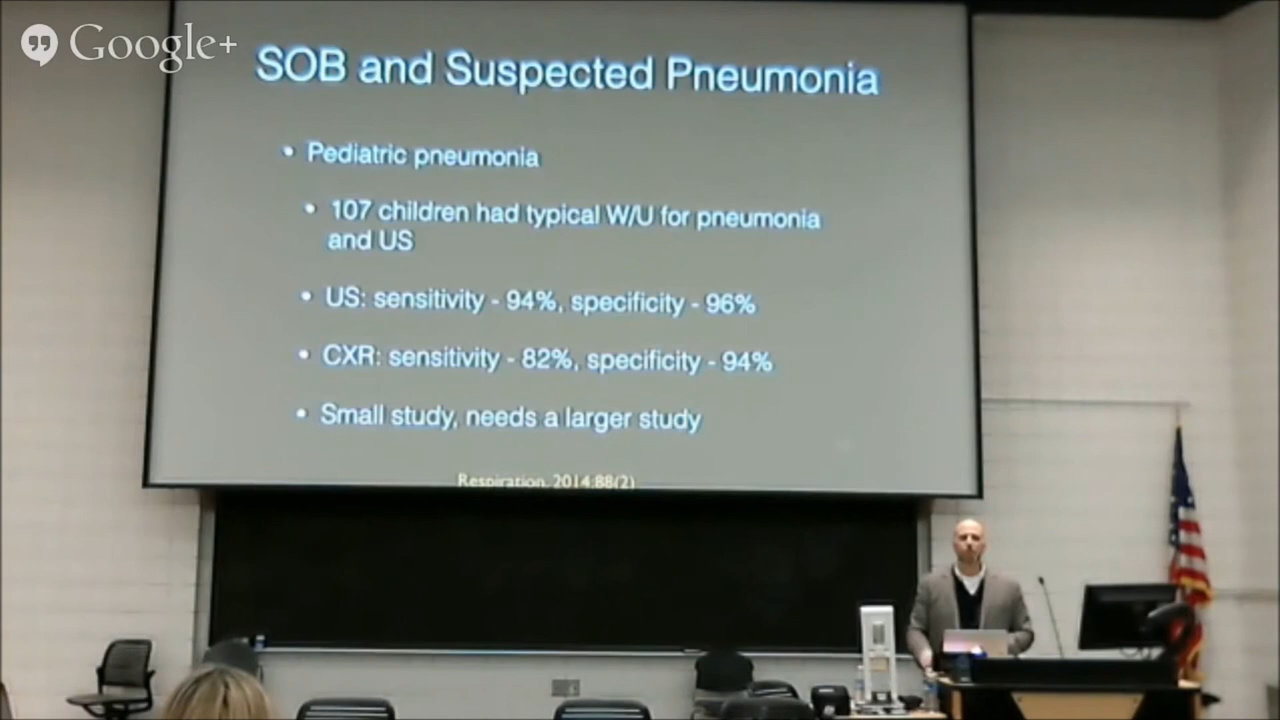 Google+
SOB and Suspected Pneumonia
• Pediatric pneumonia
• 107 children had typical W/U for pneumonia
and US
• US: sensitivity - 94%, specificity - 96%
• CXR: sensitivity - 82%, specificity - 94%
• Small study, needs a larger study
Respiration. 2014;88(2)